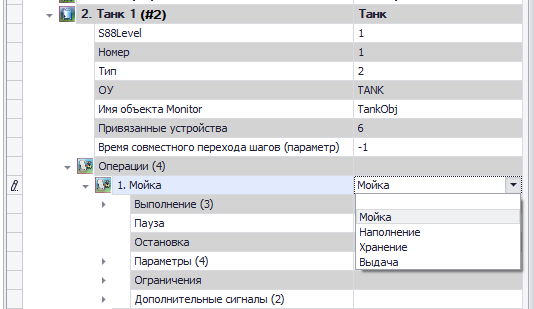 2. Танк 1 (#2) Танк
S88Level 1
Номер 1
Тип 2
ОУ TANK
Имя объекта Monitor TankObj
Привязанные устройства 6
Время совместного перехода шагов (параметр) -1
Операции (4)
1. Мойка Мойка
Выполнение (3)
Мойка
Пауза
Наполнение
Остановка
Хранение
Параметры (4)
Выдача
Ограничения
Дополнительные сигналы (2)